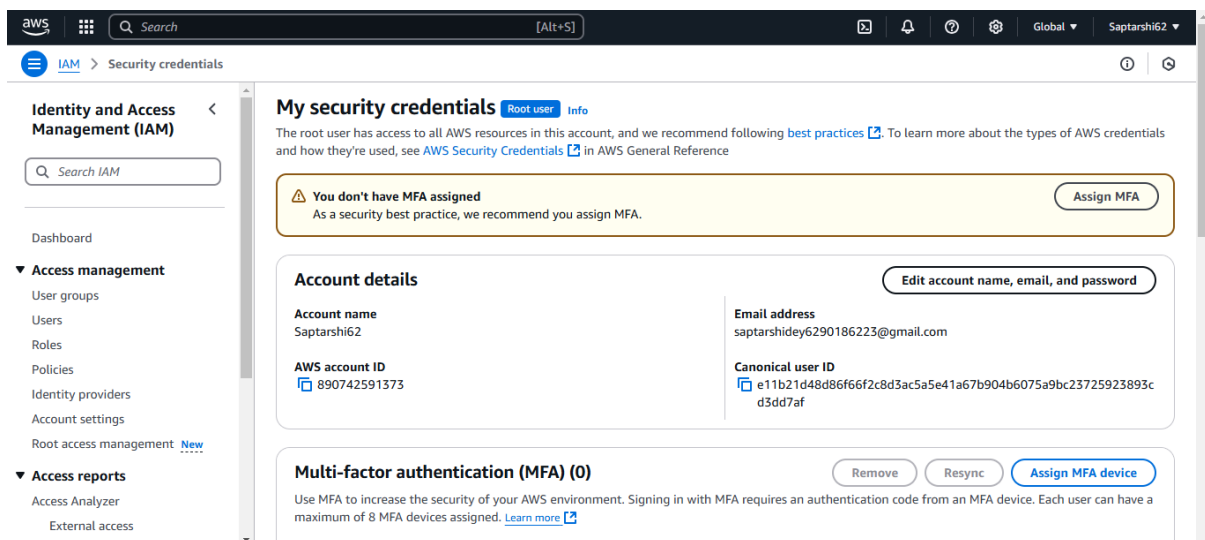 aws
Search [Alt+S]
Global
Saptarshi62
IAM > Security credentials
Identity and Access
Management (IAM)
Search IAM
Dashboard
Access management
User groups
Users
Roles
Policies
Identity providers
Account settings
Root access management New
Access reports
Access Analyzer
External access
My security credentials Root user Info
The root user has access to all AWS resources in this account, and we recommend following best practices. To learn more about the types of AWS credentials
and how they're used, see AWS Security Credentials in AWS General Reference
You don't have MFA assigned
As a security best practice, we recommend you assign MFA.
Assign MFA
Account details
Edit account name, email, and password
Account name
Saptarshi62
AWS account ID
890742591373
Email address
saptarshidey6290186223@gmail.com
Canonical user ID
e11b21d48d86f66f2c8d3ac5a5e41a67b904b6075a9bc23725923893c
d3dd7af
Multi-factor authentication (MFA) (0)
Remove
Resync
Assign MFA device
Use MFA to increase the security of your AWS environment. Signing in with MFA requires an authentication code from an MFA device. Each user can have a
maximum of 8 MFA devices assigned. Learn more